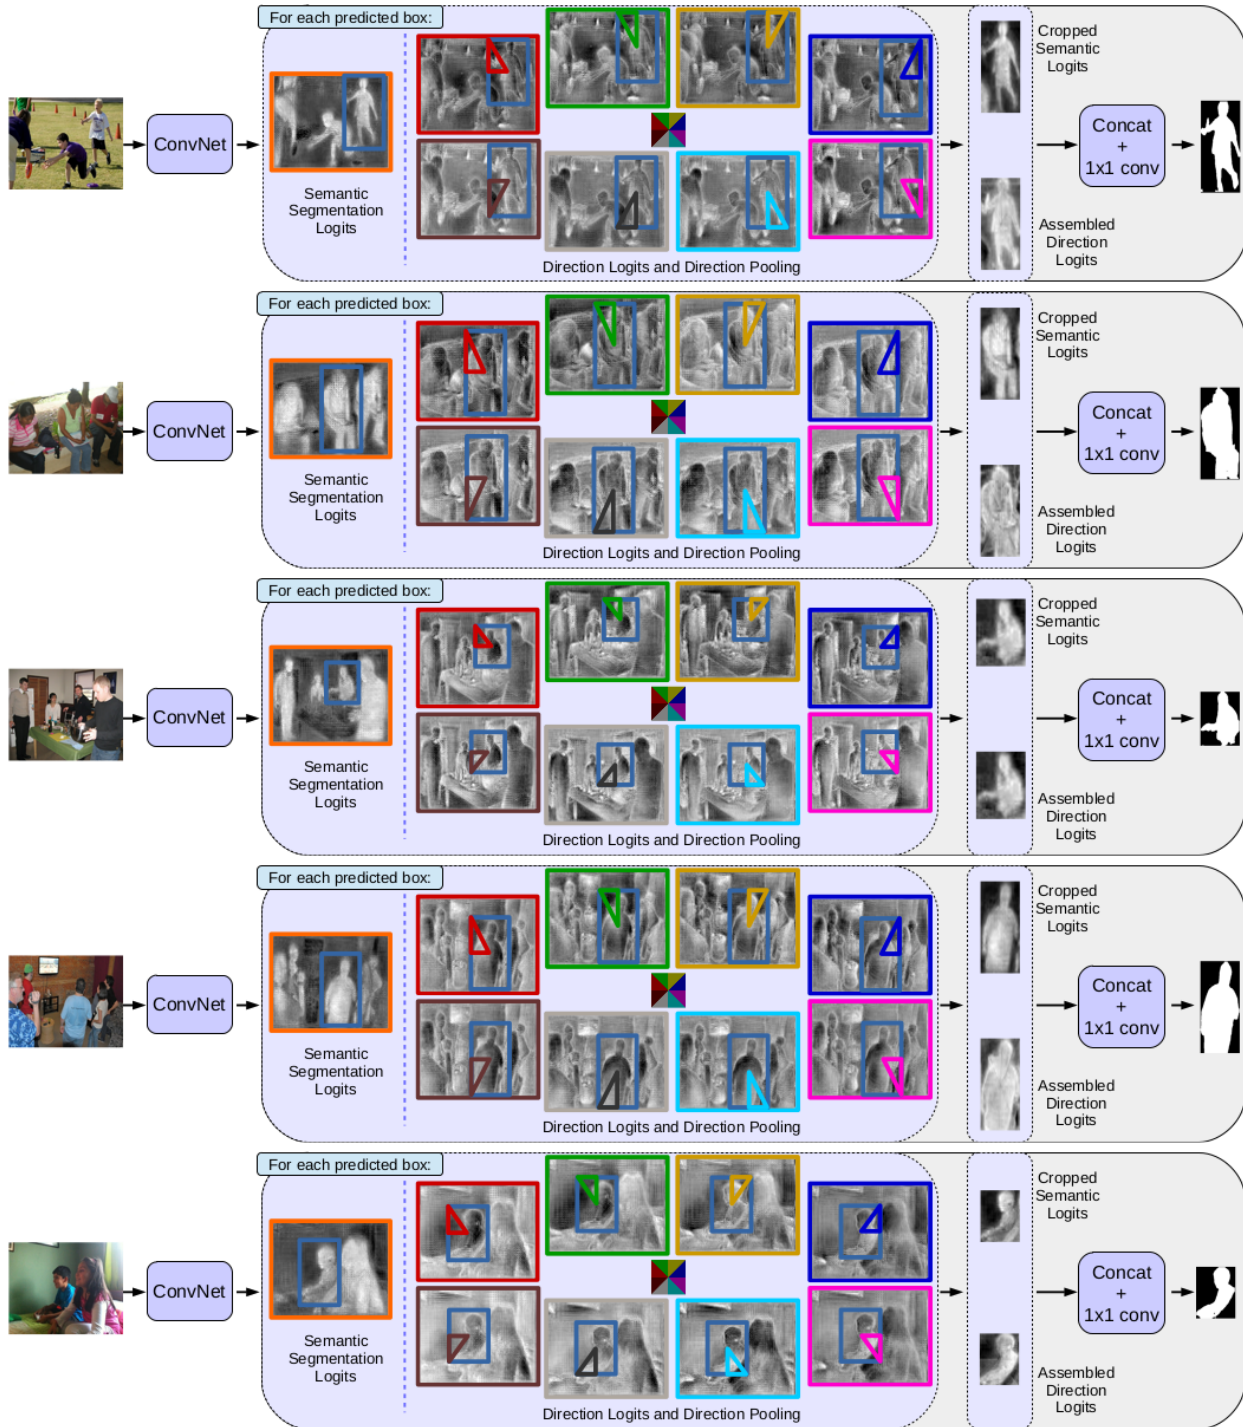 For each predicted box:
ConvNet
Semantic
Segmentation
Logits
Direction Logits and Direction Pooling
Cropped
Semantic
Logits
Assembled
Direction
Logits
Concat
+
1x1 conv
For each predicted box:
ConvNet
Semantic
Segmentation
Logits
Direction Logits and Direction Pooling
Cropped
Semantic
Logits
Assembled
Direction
Logits
Concat
+
1x1 conv
For each predicted box:
ConvNet
Semantic
Segmentation
Logits
Direction Logits and Direction Pooling
Cropped
Semantic
Logits
Assembled
Direction
Logits
Concat
+
1x1 conv
For each predicted box:
ConvNet
Semantic
Segmentation
Logits
Direction Logits and Direction Pooling
Cropped
Semantic
Logits
Assembled
Direction
Logits
Concat
+
1x1 conv
For each predicted box:
ConvNet
Semantic
Segmentation
Logits
Direction Logits and Direction Pooling
Cropped
Semantic
Logits
Assembled
Direction
Logits
Concat
+
1x1 conv